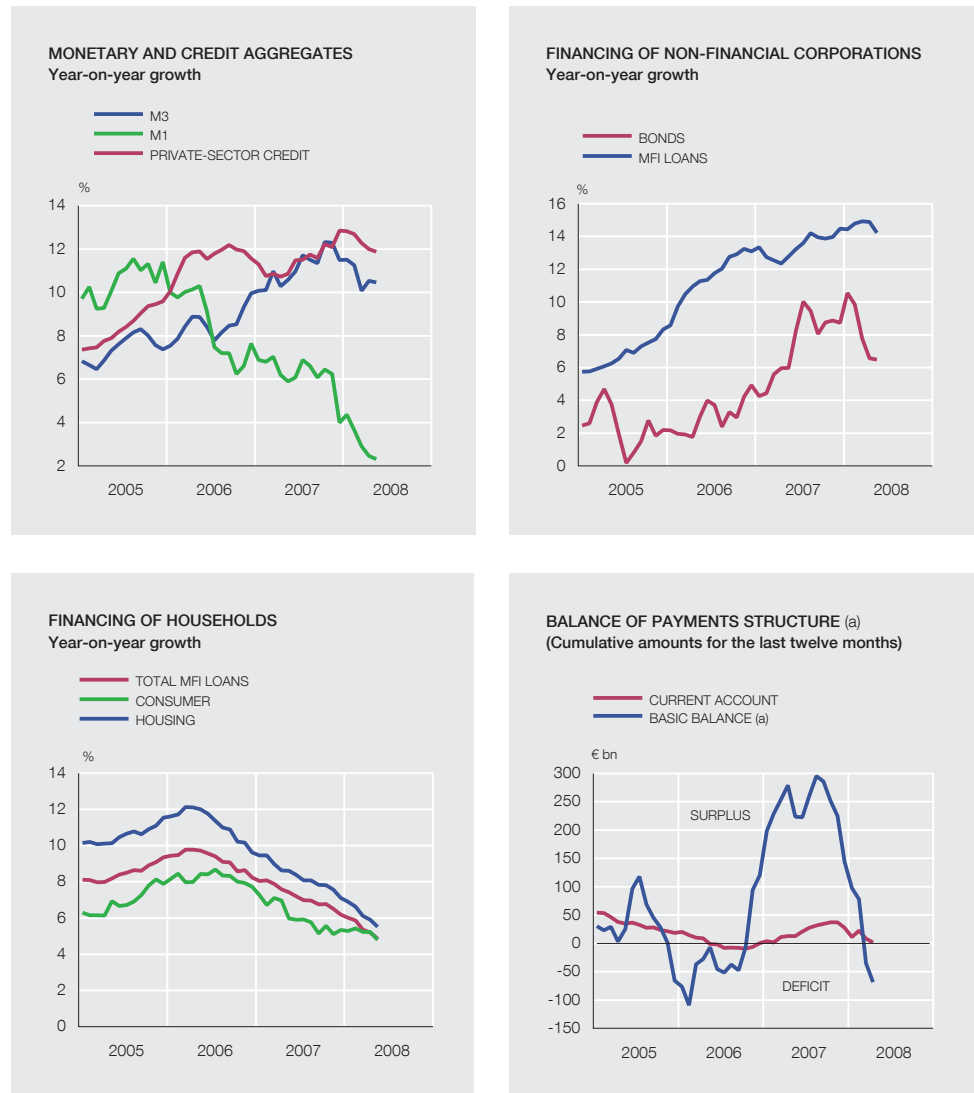 MONETARY AND CREDIT AGGREGATES
Year-on-year growth
M3
M1
PRIVATE-SECTOR CREDIT
%
14
12
10
8
6
4
2
2005 2006 2007 2008
FINANCING OF NON-FINANCIAL CORPORATIONS
Year-on-year growth
BONDS
MFI LOANS
%
16
14
12
10
8
6
4
2
0
2005 2006 2007 2008
FINANCING OF HOUSEHOLDS
Year-on-year growth
TOTAL MFI LOANS
CONSUMER
HOUSING
%
14
12
10
8
6
4
2
0
2005 2006 2007 2008
BALANCE OF PAYMENTS STRUCTURE (a)
(Cumulative amounts for the last twelve months)
CURRENT ACCOUNT
BASIC BALANCE (a)
€ bn
300
250
200
150
100
50
0
-50
-100
-150
SURPLUS
DEFICIT
2005 2006 2007 2008